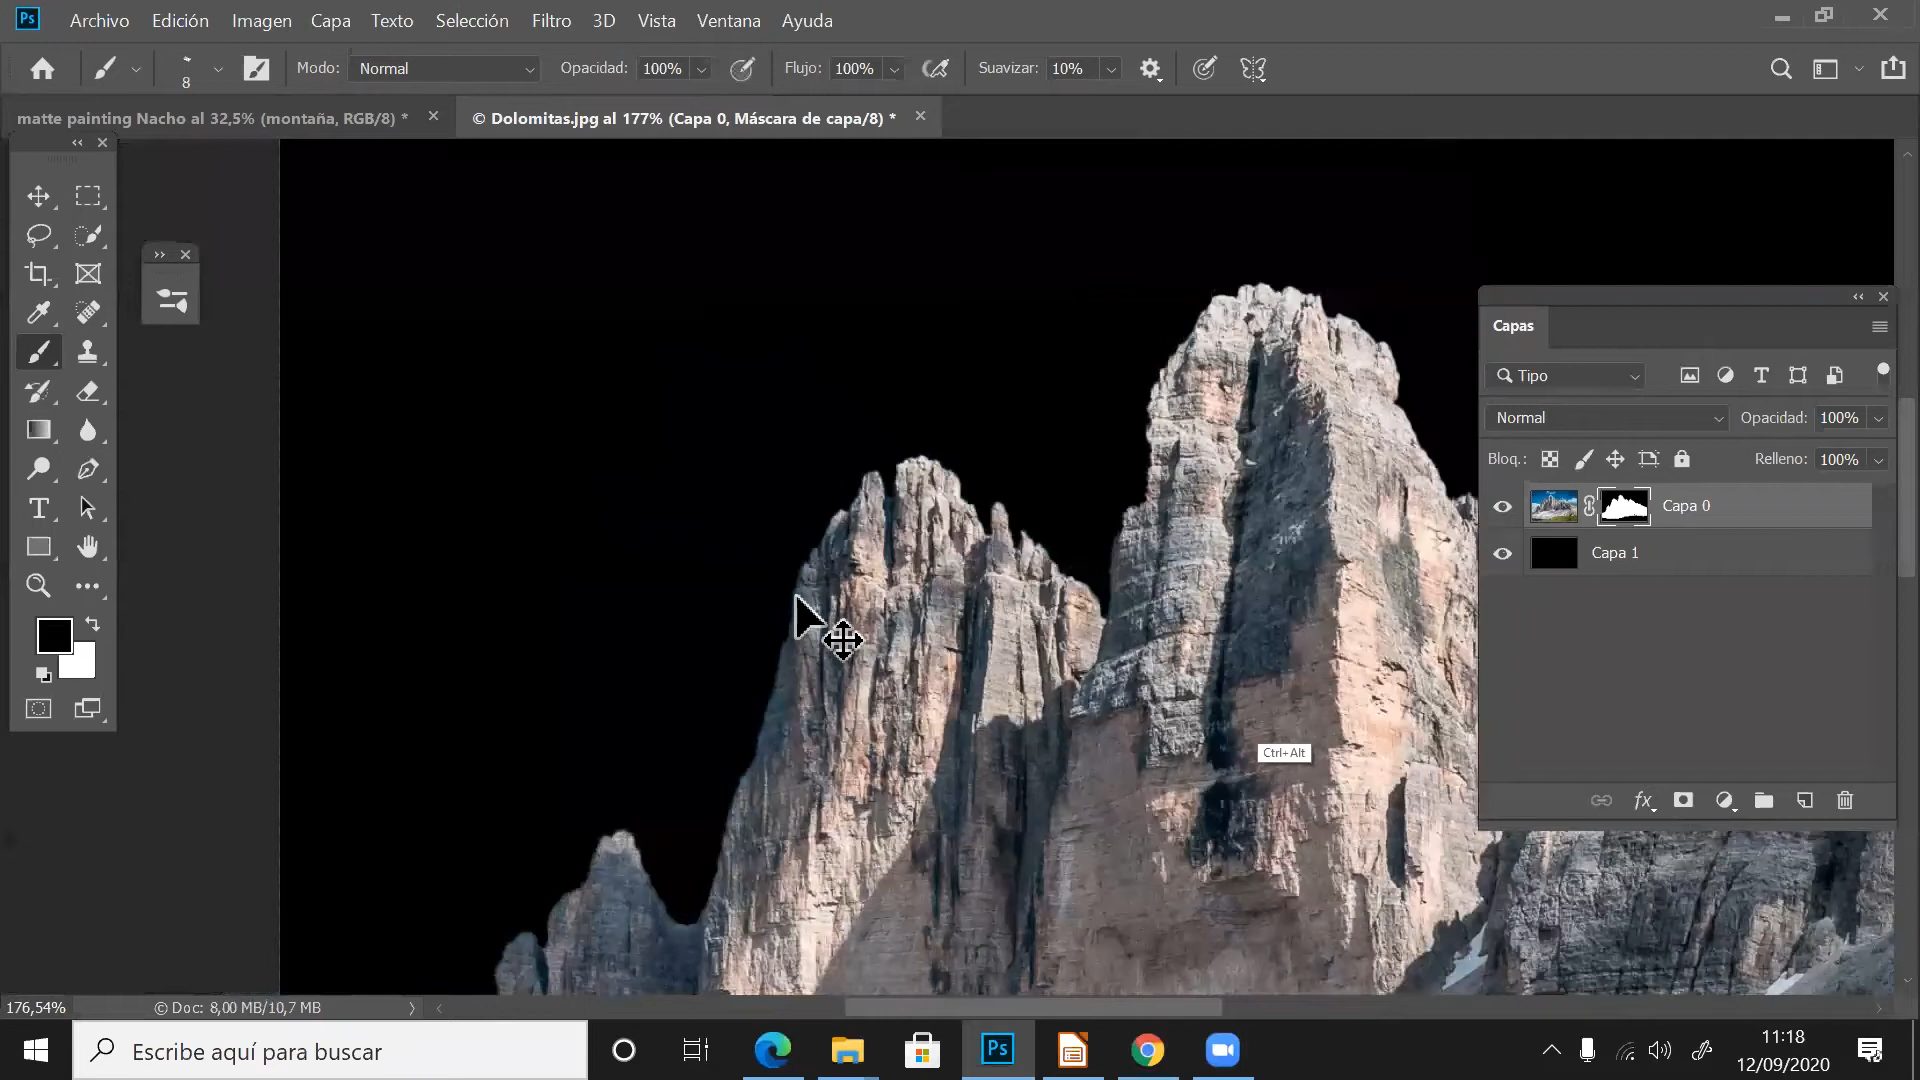 Ps Archivo Edición Imagen Capa Texto Selección Filtro 3D Vista Ventana Ayuda
8 Modo: Normal Opacidad: 100% Flujo: 100% Suavizar: 10%
matte painting Nacho al 32,5% (montaña, RGB/8) * © Dolomitas.jpg al 177% (Capa 0, Máscara de capa/8) *
Capas
Tipo
Normal Opacidad: 100%
Bloq.: Relleno: 100%
Capa 0
Capa 1
Ctrl+Alt
fx
176,54% © Doc: 8,00 MB/10,7 MB
Escribe aquí para buscar
Ps
11:18
12/09/2020